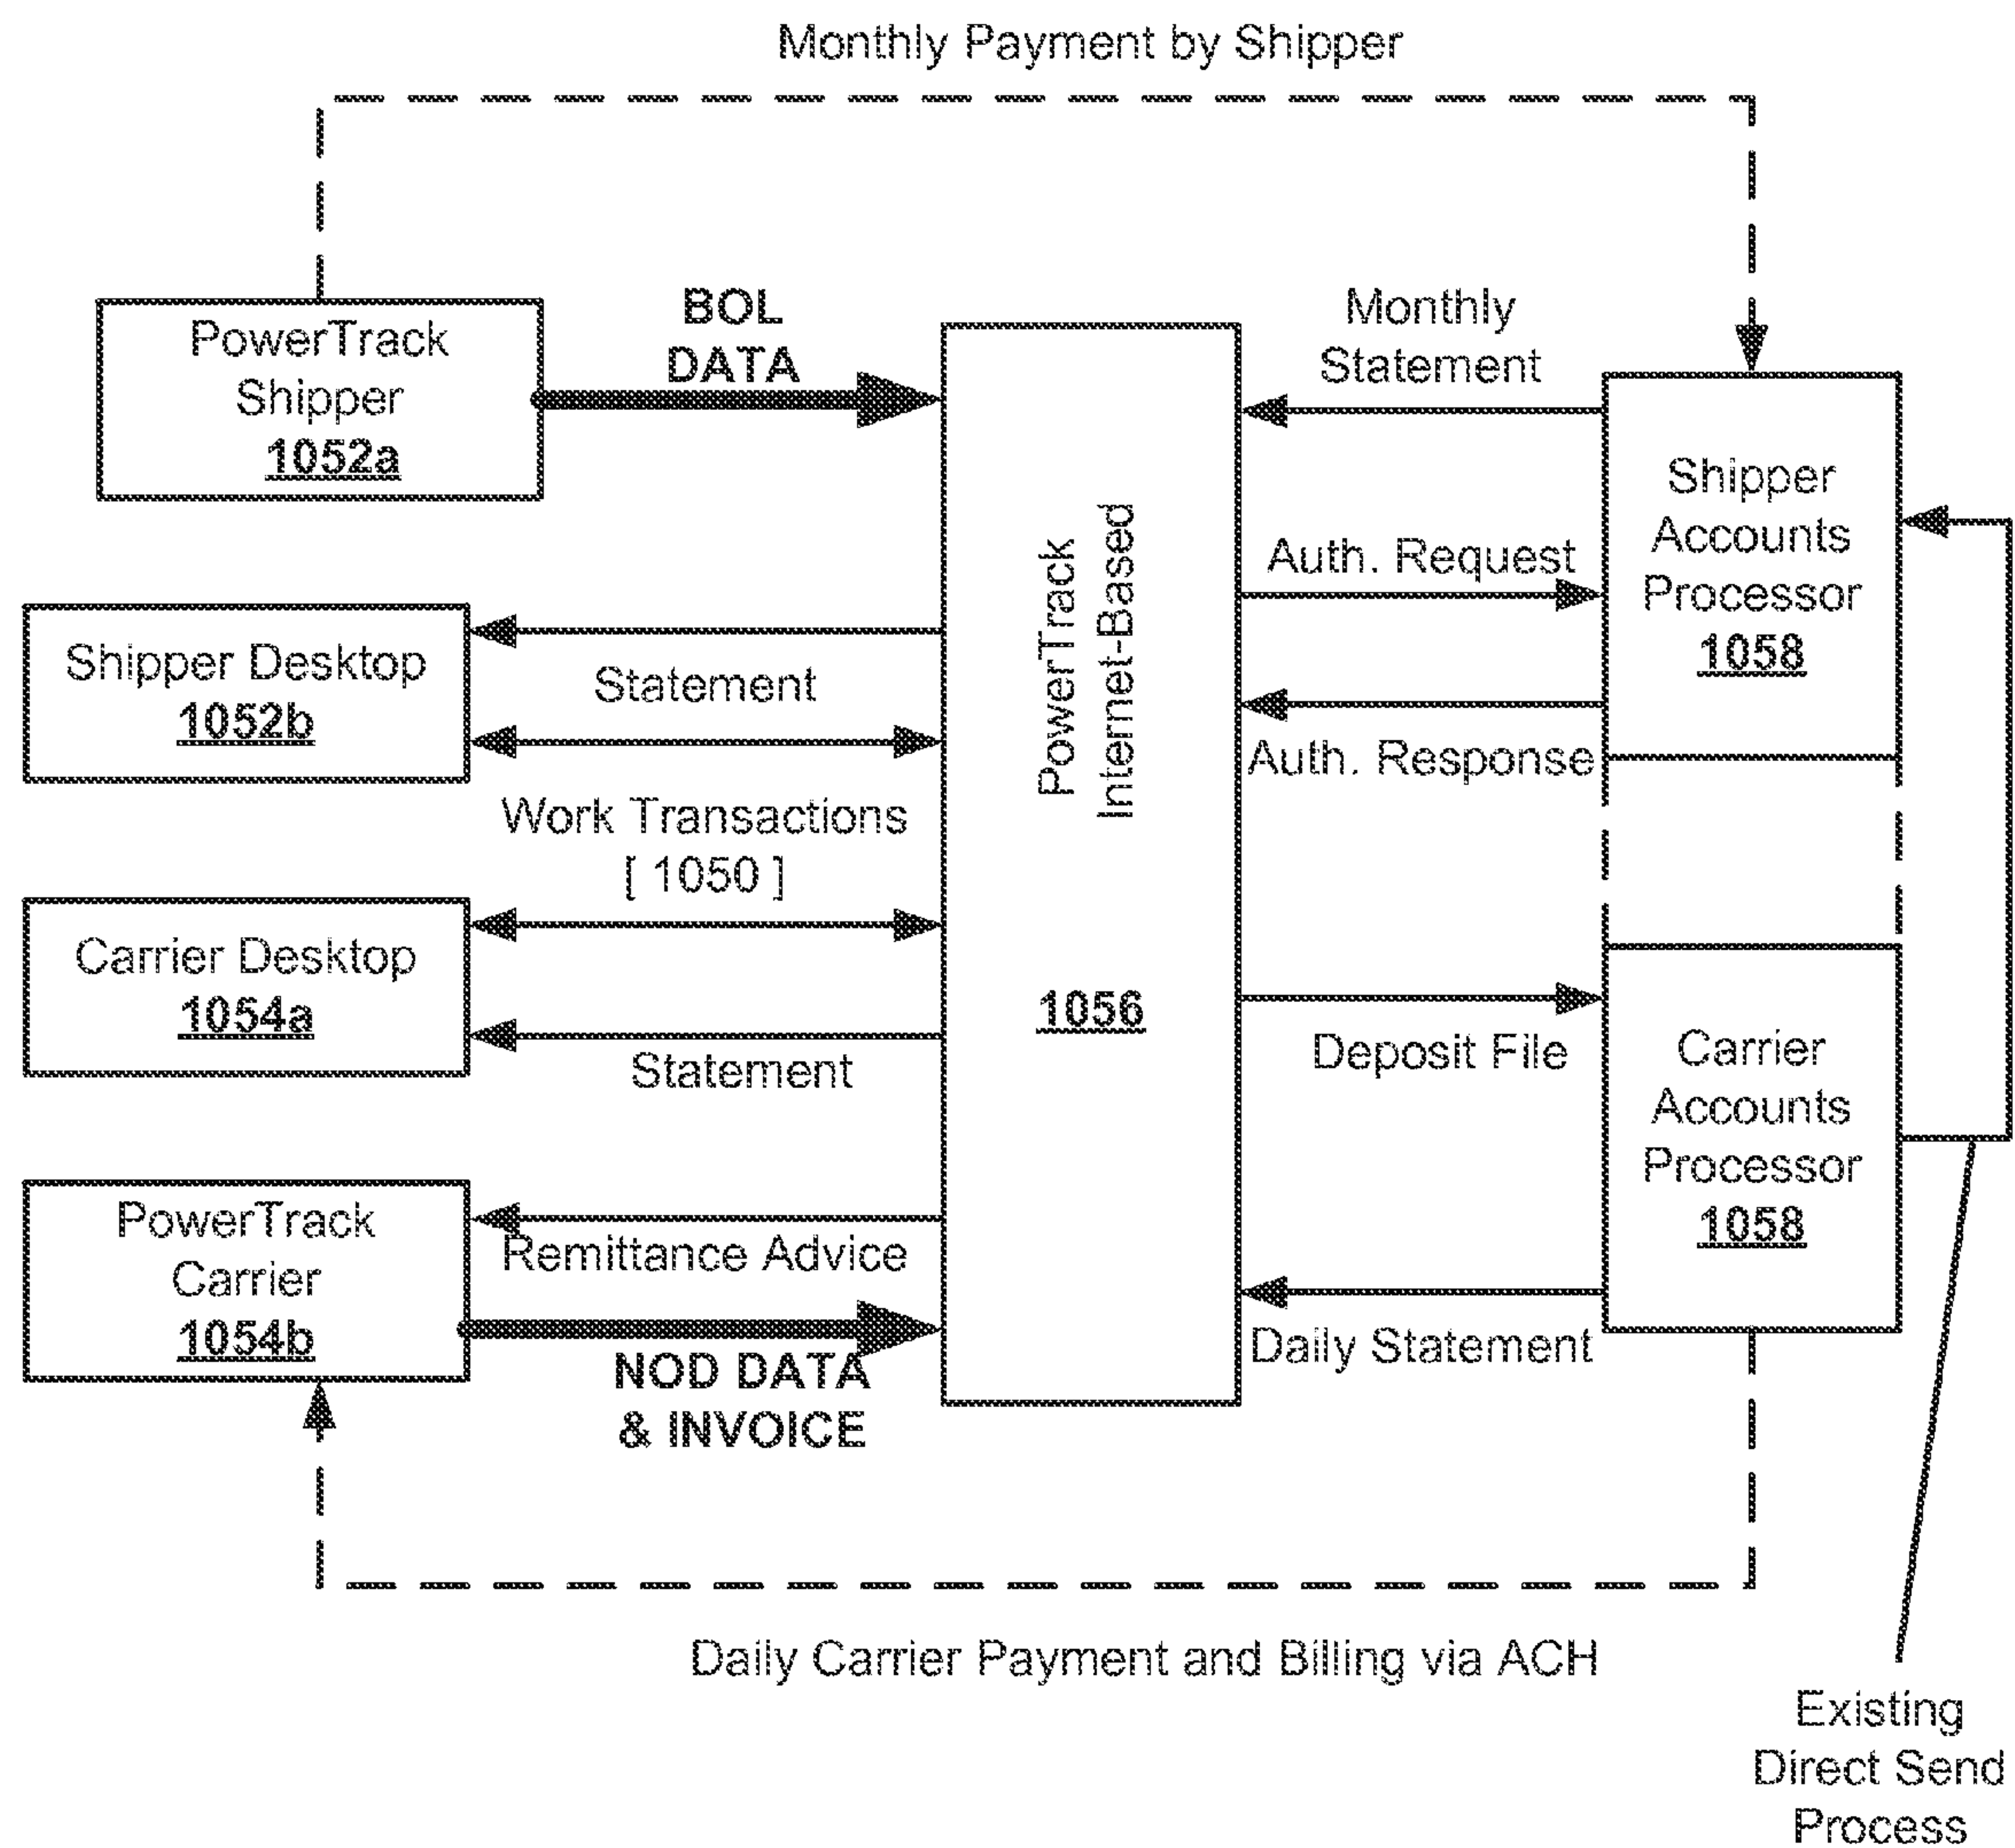 Monthly Payment by Shipper
PowerTrack
Shipper
1052a
BOL
DATA
Monthly
Statement
Shipper
Accounts
Processor
1058
Auth. Request
Auth. Response
Shipper Desktop
1052b
Statement
Work Transactions
[ 1050 ]
PowerTrack
Internet-Based
1056
Carrier Desktop
1054a
Statement
Deposit File
Carrier
Accounts
Processor
1058
PowerTrack
Carrier
1054b
Remittance Advice
NOD DATA
& INVOICE
Daily Statement
Daily Carrier Payment and Billing via ACH
Existing
Direct Send
Process